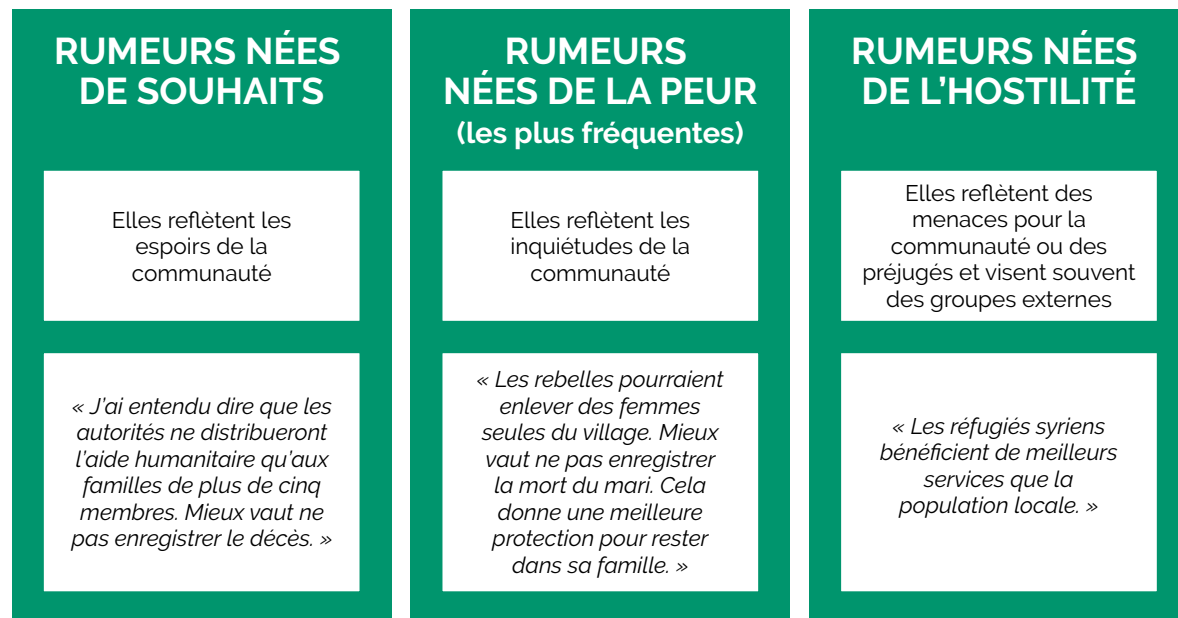 RUMEURS NÉES
DE SOUHAITS
Elles reflètent les
espoirs de la
communauté
« J'ai entendu dire que les
autorités ne distribueront
l'aide humanitaire qu'aux
familles de plus de cinq
membres. Mieux vaut ne
pas enregistrer le décès. »
RUMEURS
NÉES DE LA PEUR
(les plus fréquentes)
Elles reflètent les
inquiétudes de la
communauté
« Les rebelles pourraient
enlever des femmes
seules du village. Mieux
vaut ne pas enregistrer
la mort du mari. Cela
donne une meilleure
protection pour rester
dans sa famille. »
RUMEURS NÉES
DE L'HOSTILITÉ
Elles reflètent des
menaces pour la
communauté ou des
préjugés et visent souvent
des groupes externes
« Les réfugiés syriens
bénéficient de meilleurs
services que la
population locale. »